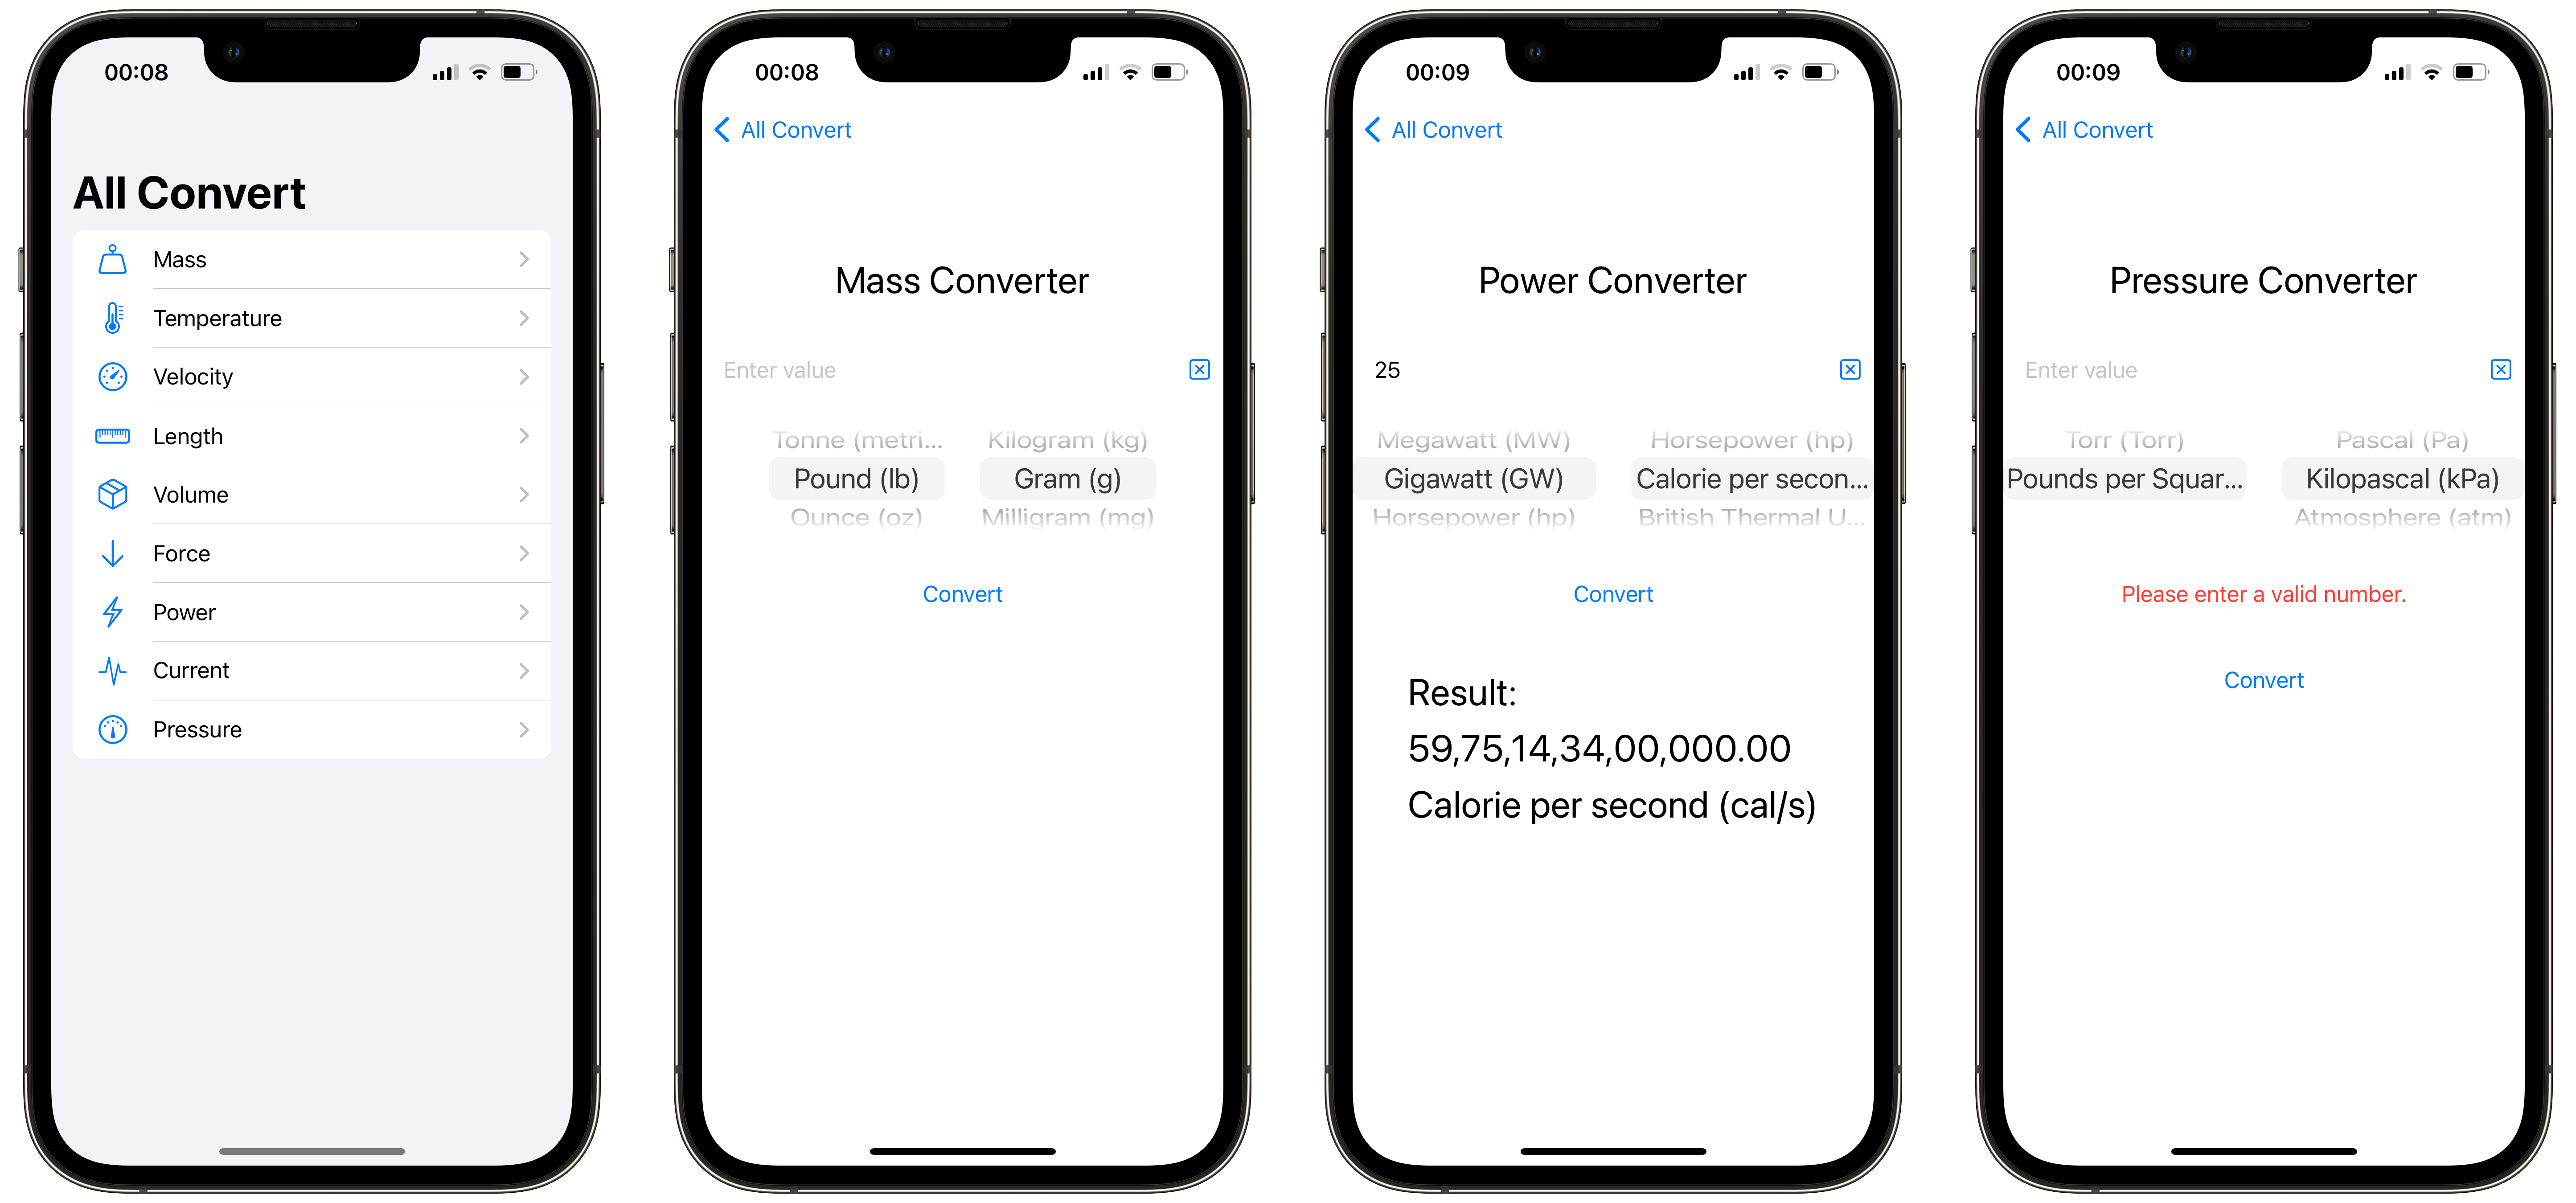 00:08
All Convert
Mass
Temperature
Velocity
Length
Volume
Force
Power
Current
Pressure
00:08
All Convert
Mass Converter
Enter value
Tonne (metri... Kilogram (kg)
Pound (lb) Gram (g)
Ounce (oz) Milligram (mg)
Convert
00:09
All Convert
Power Converter
25
Megawatt (MW) Horsepower (hp)
Gigawatt (GW) Calorie per secon...
Horsepower (hp) British Thermal U...
Convert
Result:
59,75,14,34,00,000.00
Calorie per second (cal/s)
00:09
All Convert
Pressure Converter
Enter value
Torr (Torr) Pascal (Pa)
Pounds per Squar... Kilopascal (kPa)
Atmosphere (atm)
Please enter a valid number.
Convert